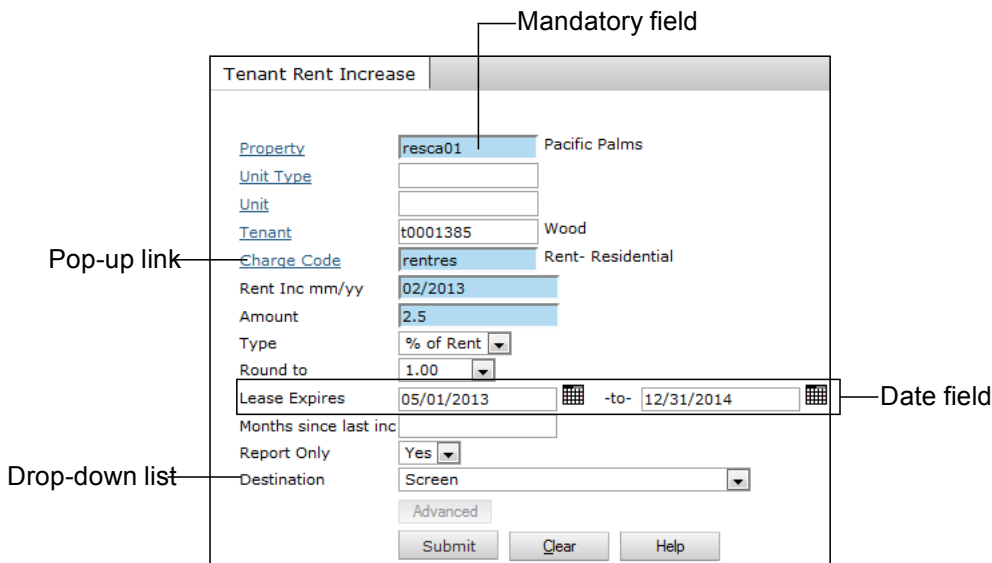 Mandatory field
Tenant Rent Increase
Property resca01 Pacific Palms
Unit Type
Unit
Tenant t0001385 Wood
Pop-up link Charge Code rentres Rent- Residential
Rent Inc mm/yy 02/2013
Amount 2.5
Type % of Rent
Round to 1.00
Lease Expires 05/01/2013 -to- 12/31/2014 Date field
Months since last inc
Report Only Yes
Drop-down list Destination Screen
Advanced
Submit Clear Help